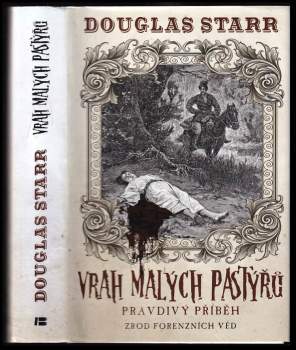 DOUGLAS STARR
VRAH MALÝCH PASTÝŘŮ
DOUGLAS STARR
VRAH MALÝCH PASTÝŘŮ
PRAVDIVÝ PŘÍBĚH
ZROD FORENZNÍCH VĚD